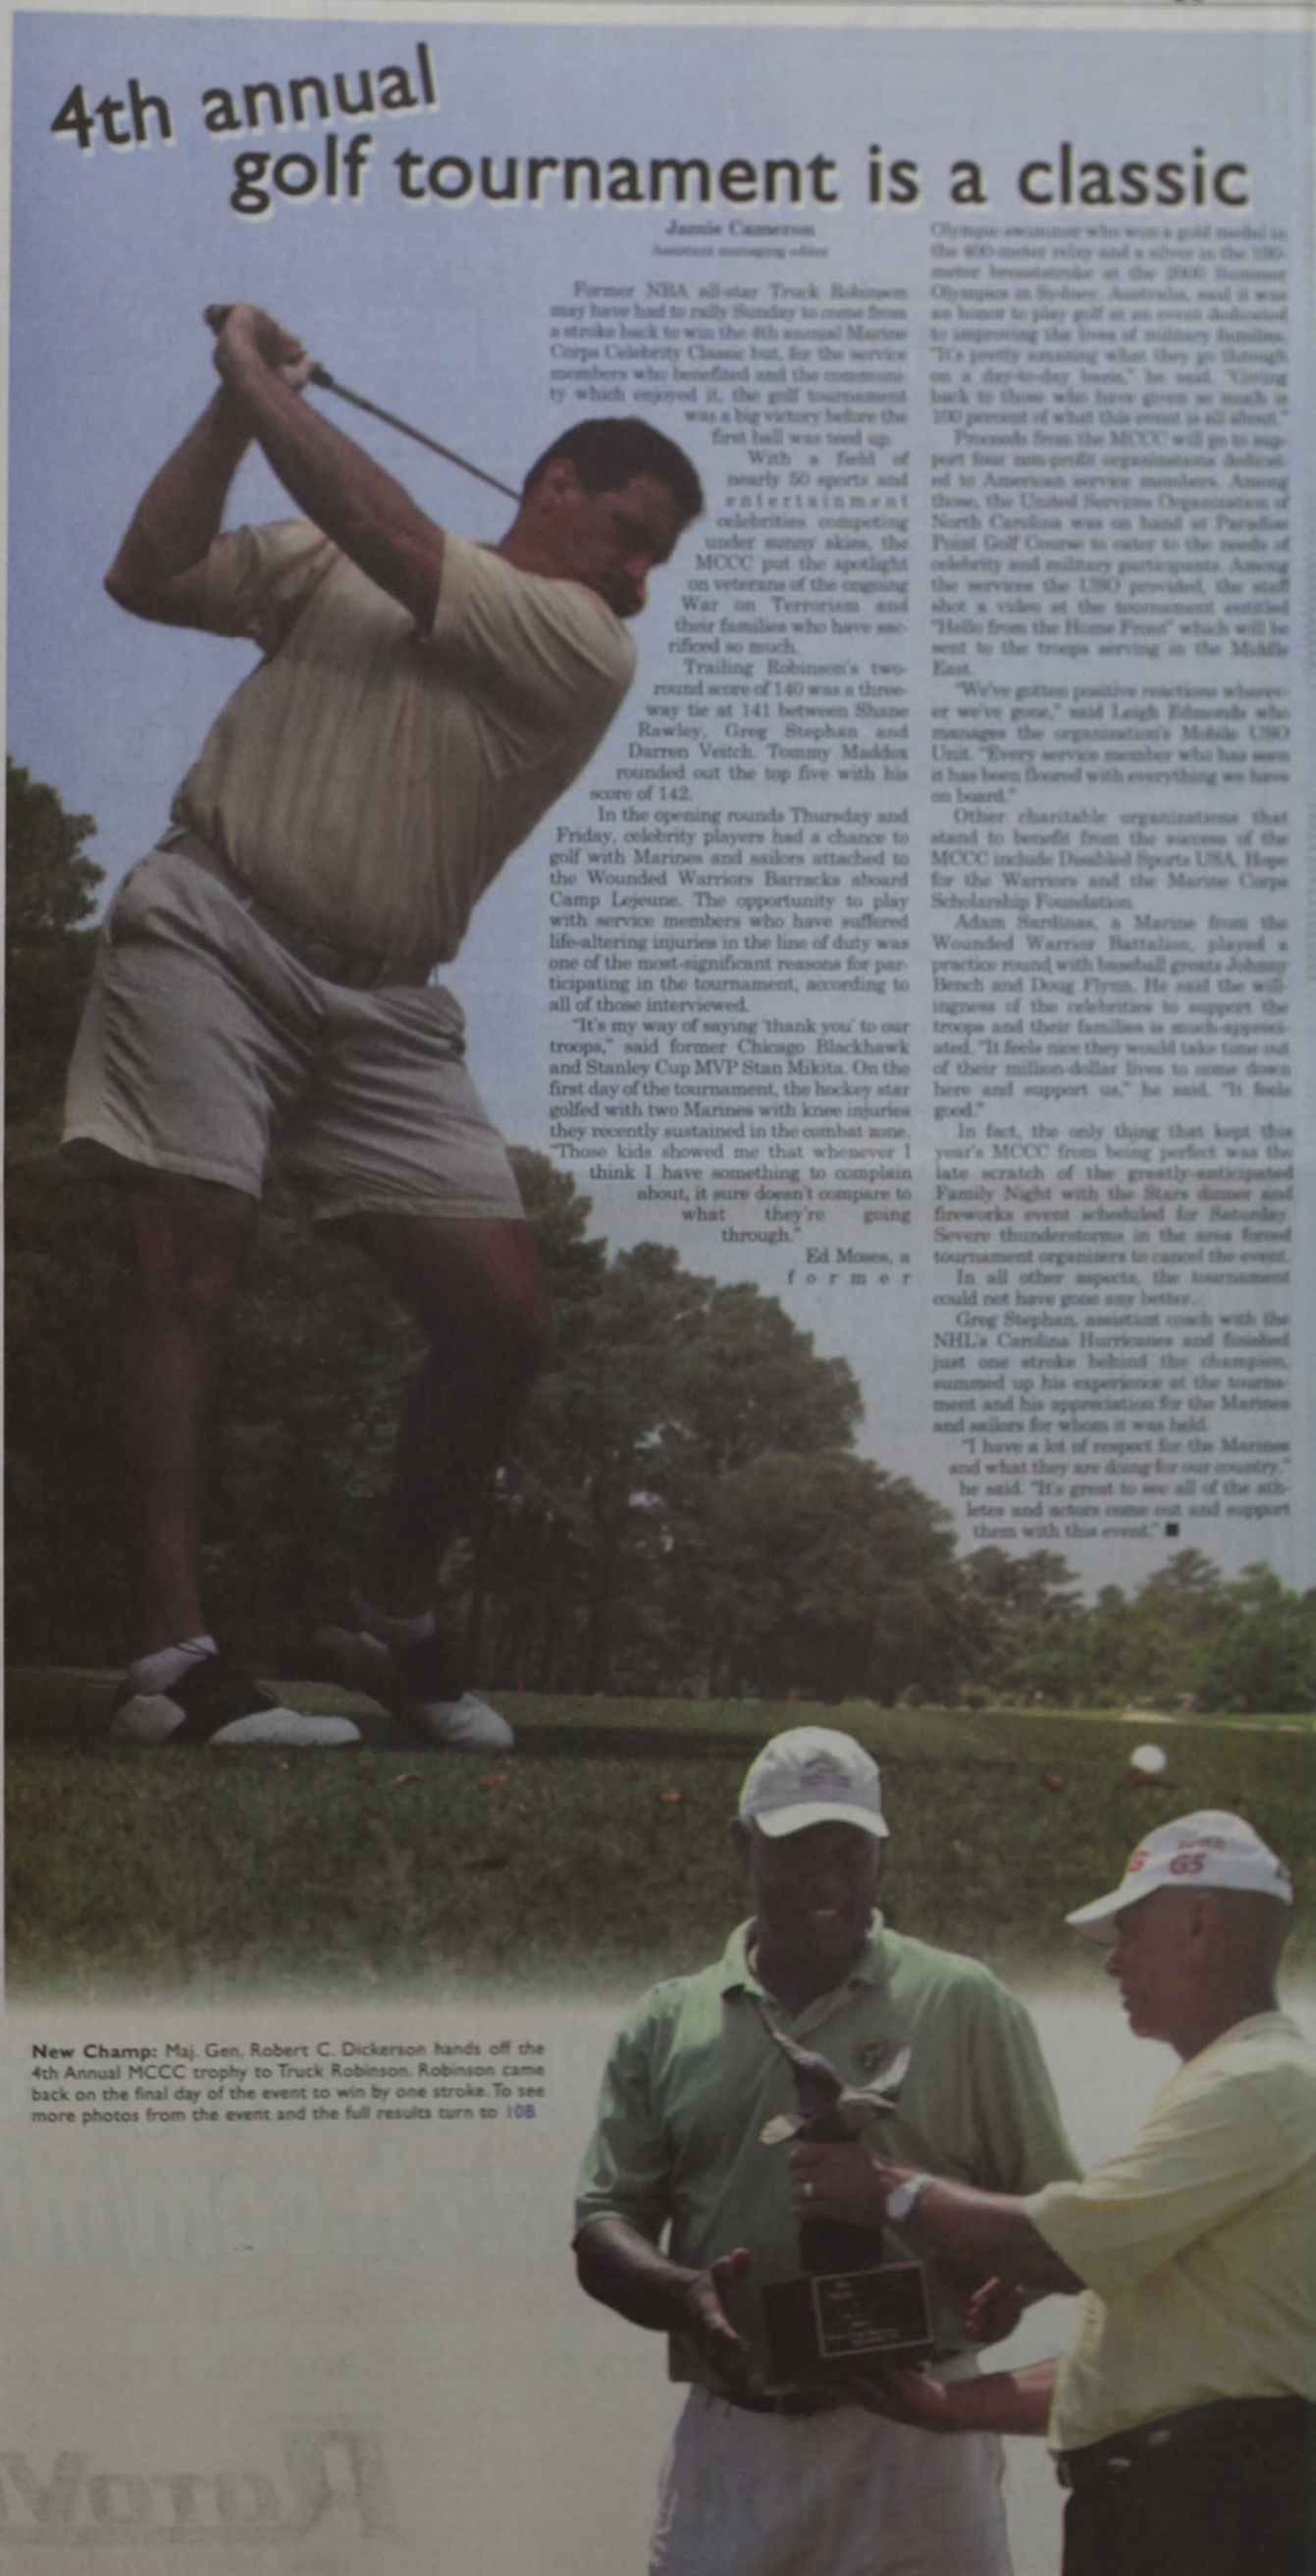 4th annual
golf tournament is a classic
Jamie Cameron
Assistant managing editor
Former NBA all-star Truck Robinson
may have had to rally Sunday to come from
a stroke back to win the 4th annual Marine
Corps Celebrity Classic but, for the service
members who benefited and the communi-
ty which enjoyed it, the golf tournament
was a big victory before the
first ball was teed up.
With a field of
nearly 50 sports and
entertainment
celebrities competing
under sunny skies, the
MCCC put the spotlight
on veterans of the ongoing
War on Terrorism and
their families who have sac-
rificed so much.
Trailing Robinson's two-
round score of 140 was a three-
way tie at 141 between Shane
Rawley, Greg Stephan and
Darren Veitch. Tommy Maddox
rounded out the top five with his
score of 142.
In the opening rounds Thursday and
Friday, celebrity players had a chance to
golf with Marines and sailors attached to
the Wounded Warriors Barracks aboard
Camp Lejeune. The opportunity to play
with service members who have suffered
life-altering injuries in the line of duty was
one of the most-significant reasons for par-
ticipating in the tournament, according to
all of those interviewed.
"It's my way of saying 'thank you' to our
troops," said former Chicago Blackhawk
and Stanley Cup MVP Stan Mikita. On the
first day of the tournament, the hockey star
golfed with two Marines with knee injuries
they recently sustained in the combat zone.
"Those kids showed me that whenever I
think I have something to complain
about, it sure doesn't compare to
what they're going
through."
Ed Moses, a
former
Olympic swimmer who won a gold medal in
the 400-meter relay and a silver in the 100-
meter breaststroke at the 2000 Summer
Olympics in Sydney, Australia, said it was
an honor to play golf at an event dedicated
to improving the lives of military families.
"It's pretty amazing what they go through
on a day-to-day basis," he said. "Giving
back to those who have given so much is
100 percent of what this event is all about."
Proceeds from the MCCC will go to sup-
port four non-profit organizations dedicat-
ed to American service members. Among
those, the United Services Organization of
North Carolina was on hand at Paradise
Point Golf Course to cater to the needs of
celebrity and military participants. Among
the services the USO provided, the staff
shot a video at the tournament entitled
"Hello from the Home Front" which will be
sent to the troops serving in the Middle
East.
"We've gotten positive reactions wherev-
er we've gone," said Leigh Edmonds who
manages the organization's Mobile USO
Unit. "Every service member who has seen
it has been floored with everything we have
on board."
Other charitable organizations that
stand to benefit from the success of the
MCCC include Disabled Sports USA, Hope
for the Warriors and the Marine Corps
Scholarship Foundation.
Adam Sardinas, a Marine from the
Wounded Warrior Battalion, played a
practice round with baseball greats Johnny
Bench and Doug Flynn. He said the will-
ingness of the celebrities to support the
troops and their families is much-appreci-
ated. "It feels nice they would take time out
of their million-dollar lives to come down
here and support us," he said. "It feels
good."
In fact, the only thing that kept this
year's MCCC from being perfect was the
late scratch of the greatly-anticipated
Family Night with the Stars dinner and
fireworks event scheduled for Saturday.
Severe thunderstorms in the area forced
tournament organizers to cancel the event.
In all other aspects, the tournament
could not have gone any better.
Greg Stephan, assistant coach with the
NHL's Carolina Hurricanes and finished
just one stroke behind the champion,
summed up his experience at the tourna-
ment and his appreciation for the Marines
and sailors for whom it was held.
"I have a lot of respect for the Marines
and what they are doing for our country,"
he said. "It's great to see all of the ath-
letes and actors come out and support
them with this event." ■
GS
New Champ: Maj. Gen. Robert C. Dickerson hands off the
4th Annual MCCC trophy to Truck Robinson. Robinson came
back on the final day of the event to win by one stroke. To see
more photos from the event and the full results turn to 10B